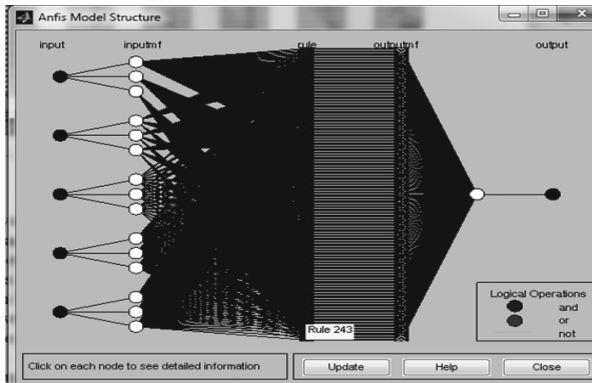 Anfis Model Structure
input inputmf rule outputmf output
Rule 243
Logical Operations
and
or
not
Click on each node to see detailed information
Update Help Close